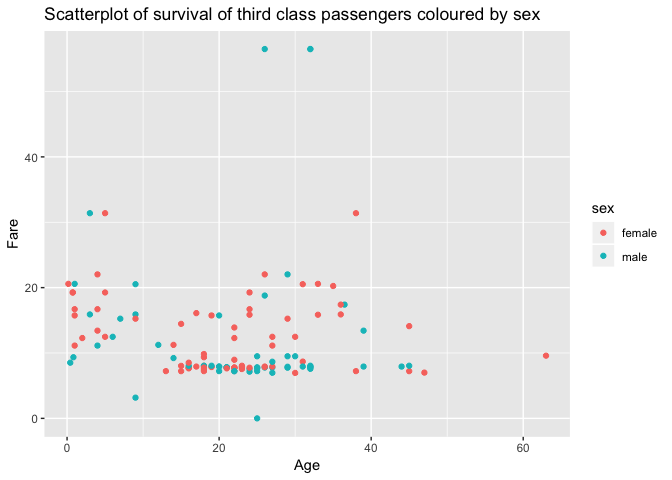 Scatterplot of survival of third class passengers coloured by sex
40
20
0
0 20 40 60
Age
Fare
sex
female
male